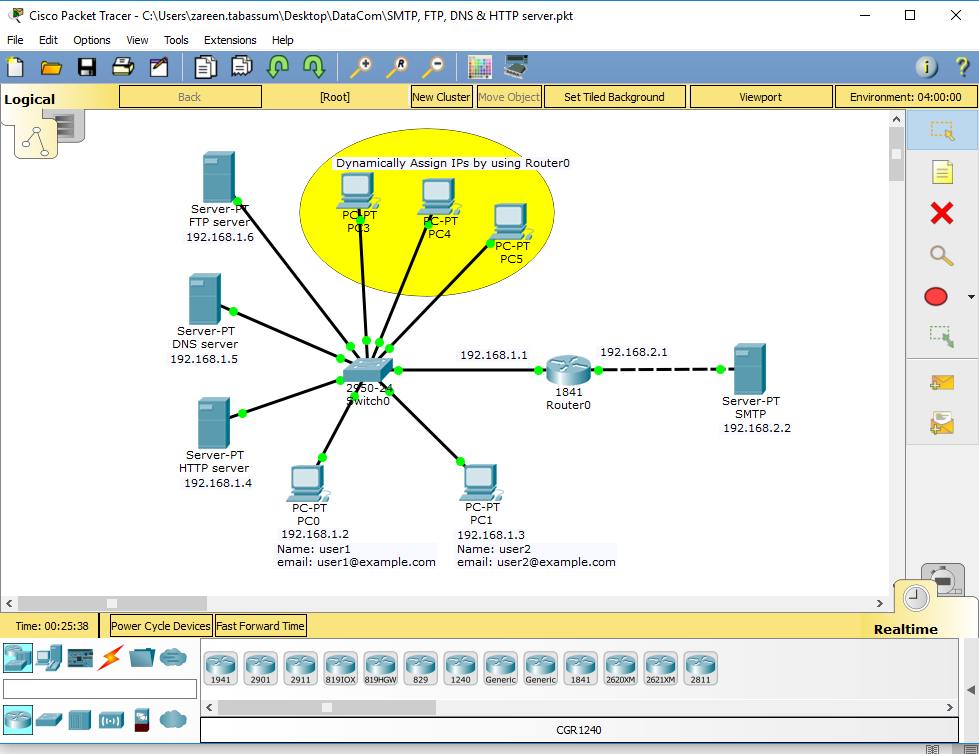 Cisco Packet Tracer - C:\Users\zareen.tabassum\Desktop\DataCom\SMTP, FTP, DNS & HTTP server.pkt
File Edit Options View Tools Extensions Help
Logical
Back
[Root]
New Cluster
Move Object
Set Tiled Background
Viewport
Environment: 04:00:00
Dynamically Assign IPs by using Router0
Server-PT
FTP server
192.168.1.6
PC-PT
PC3
PC-PT
PC4
PC-PT
PC5
Server-PT
DNS server
192.168.1.5
2950-24
Switch0
192.168.1.1
192.168.2.1
1841
Router0
Server-PT
SMTP
192.168.2.2
Server-PT
HTTP server
192.168.1.4
PC-PT
PC0
192.168.1.2
Name: user1
email: user1@example.com
PC-PT
PC1
192.168.1.3
Name: user2
email: user2@example.com
Time: 00:25:38
Power Cycle Devices
Fast Forward Time
Realtime
1941
2901
2911
819IOX
819HGW
829
1240
Generic
Generic
1841
2620XM
2621XM
2811
CGR1240